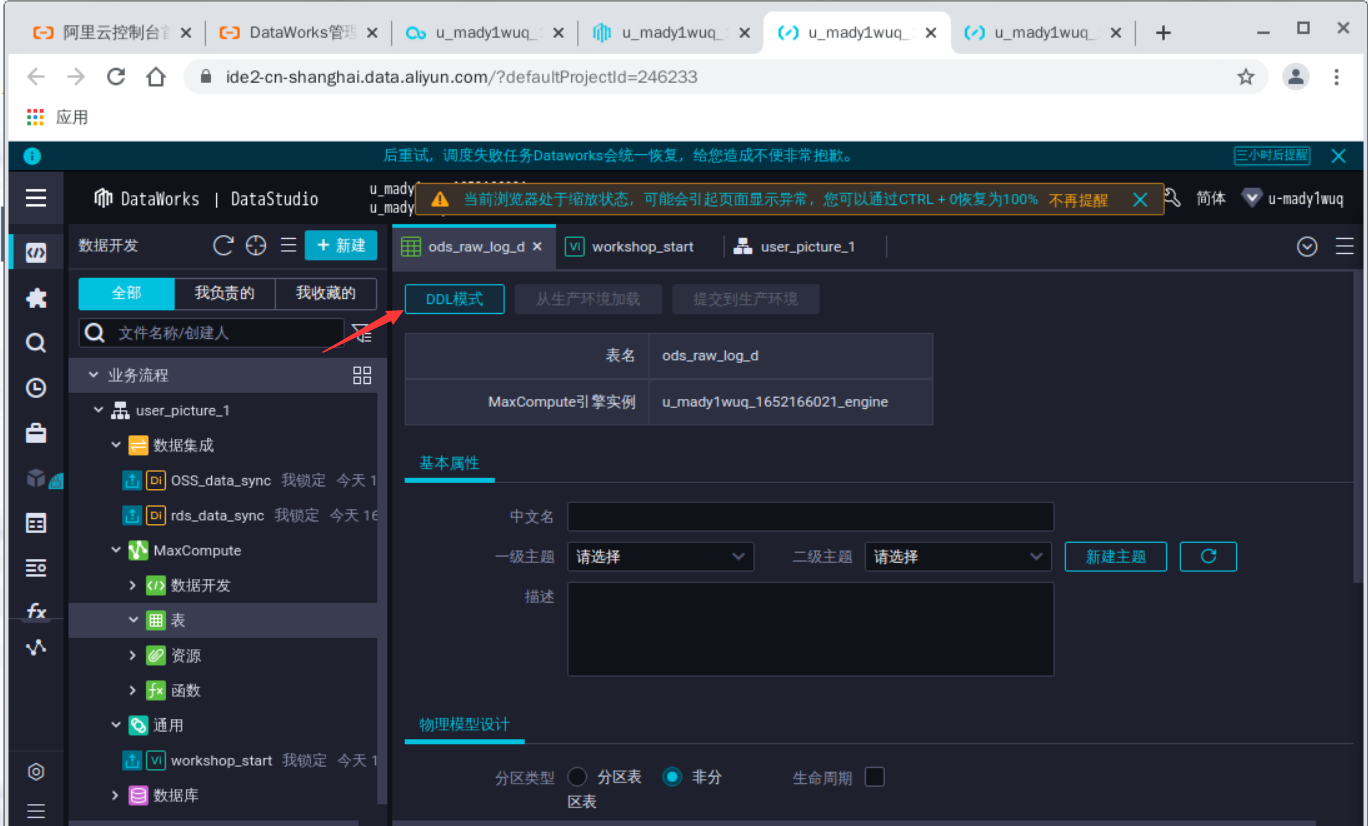 阿里云控制台首
DataWorks管理
u_mady1wuq_
u_mady1wuq_
u_mady1wuq_
u_mady1wuq_
ide2-cn-shanghai.data.aliyun.com/?defaultProjectId=246233
应用
后重试，调度失败任务Dataworks会统一恢复，给您造成不便非常抱歉。
三小时后提醒
DataWorks | DataStudio
u_mady
u_mady
当前浏览器处于缩放状态，可能会引起页面显示异常，您可以通过CTRL + 0恢复为100% 不再提醒
简体
u-mady1wuq
数据开发
+ 新建
ods_raw_log_d
Vi workshop_start
user_picture_1
全部 我负责的 我收藏的
DDL模式 从生产环境加载 提交到生产环境
文件名称/创建人
表名 ods_raw_log_d
业务流程
MaxCompute引擎实例 u_mady1wuq_1652166021_engine
user_picture_1
数据集成
基本属性
Di OSS_data_sync 我锁定 今天 1
Di rds_data_sync 我锁定 今天 16
中文名
MaxCompute
一级主题 请选择 二级主题 请选择 新建主题
数据开发
描述
表
资源
函数
通用
物理模型设计
Vi workshop_start 我锁定 今天 1
分区类型 分区表 非分区表 生命周期
数据库
fx